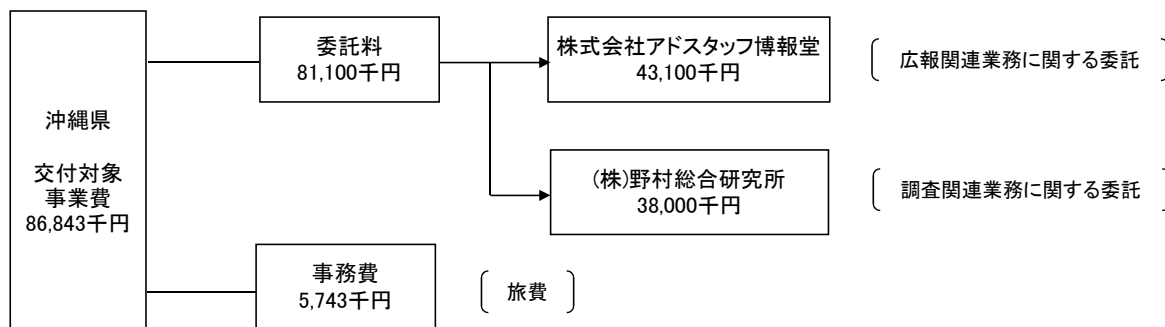 沖縄県
交付対象
事業費
86,843千円
委託料
81,100千円
株式会社アドスタッフ博報堂
43,100千円
広報関連業務に関する委託
(株)野村総合研究所
38,000千円
調査関連業務に関する委託
事務費
5,743千円
旅費